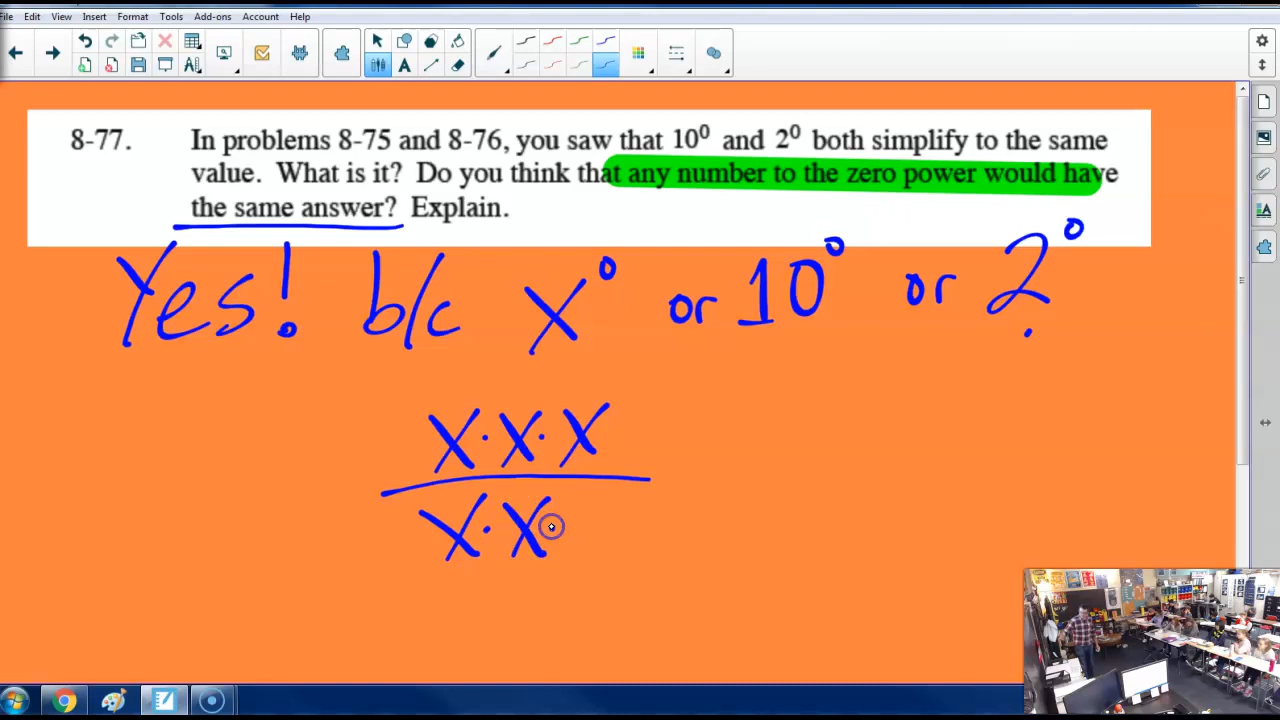 File Edit View Insert Format Tools Add-ons Account Help
8-77. In problems 8-75 and 8-76, you saw that 10⁰ and 2⁰ both simplify to the same
value. What is it? Do you think that any number to the zero power would have
the same answer? Explain.
Yes! b/c x⁰ or 10⁰ or 2⁰
x·x·x
x·x